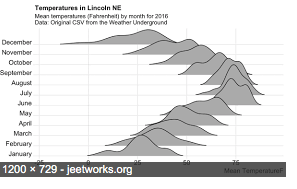 Temperatures in Lincoln NE
Mean temperatures (Fahrenheit) by month for 2016
Data: Original CSV from the Weather Underground
December
November
October
September
August
July
June
May
April
March
February
January
25
75
Mean Temperature
1200 × 729 - jeetworks.org